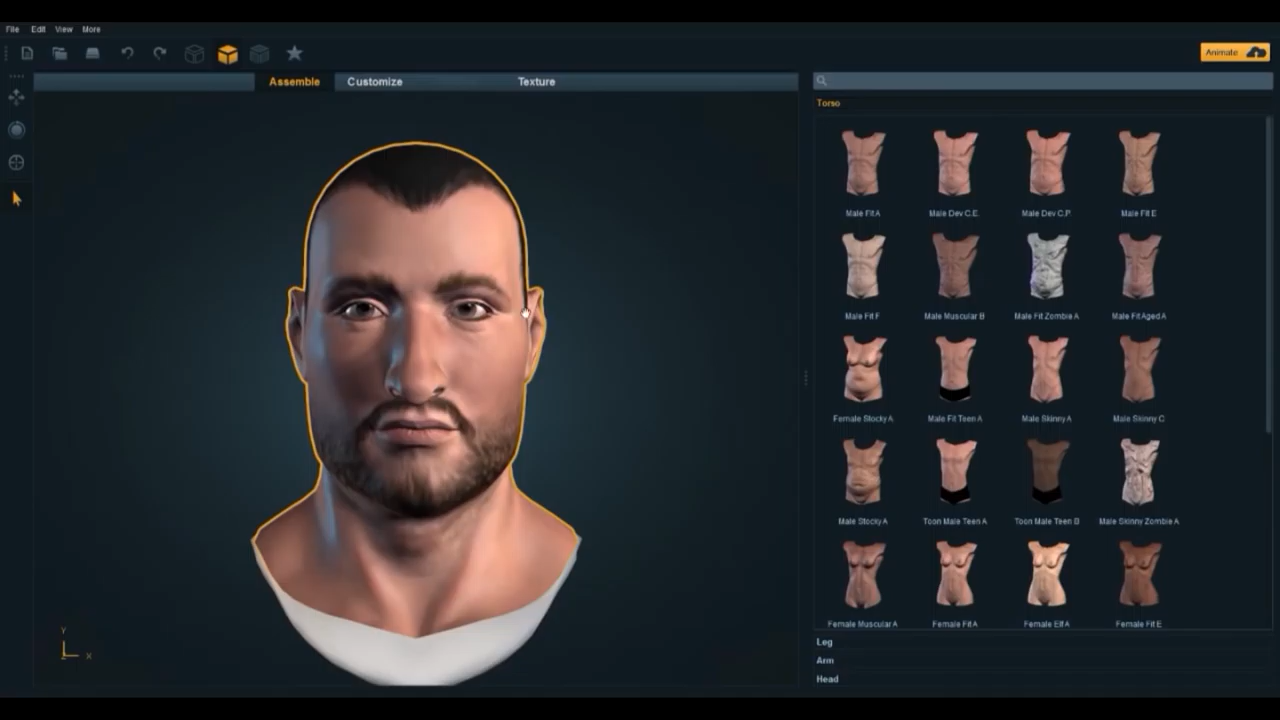 File Edit View More
Animate
Assemble Customize Texture
Torso
Male Fit A Male Dev C.E. Male Dev C.P. Male Fit E
Male Fit F Male Muscular B Male Fit Zombie A Male Fit Aged A
Female Stocky A Male Fit Teen A Male Skinny A Male Skinny C
Male Stocky A Toon Male Teen A Toon Male Teen B Male Skinny Zombie A
Female Muscular A Female Fit A Female Elf A Female Fit E
Leg
Arm
Head
Y
Z X